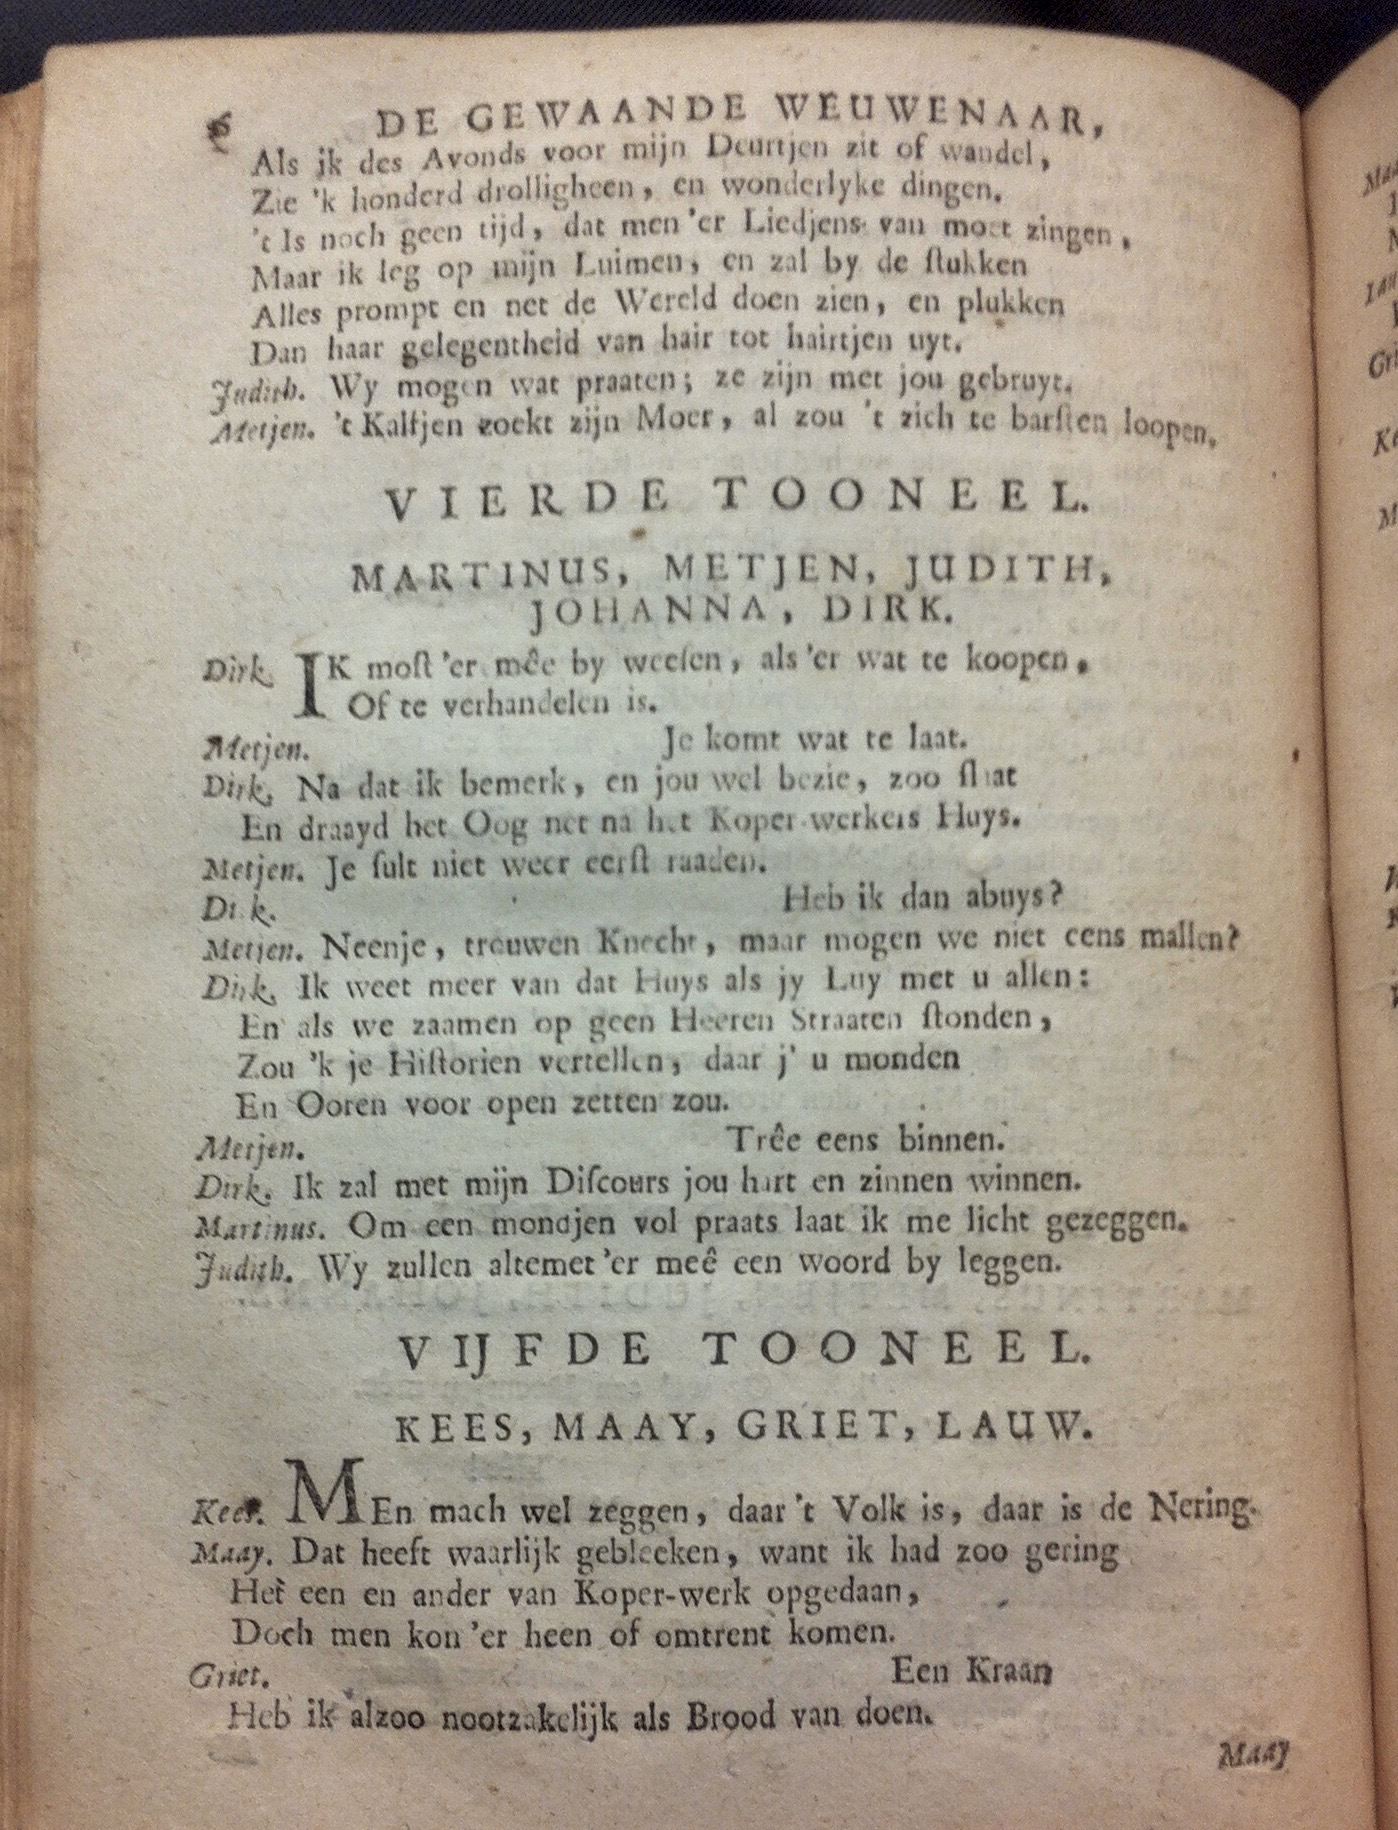 6 DE GEWAANDE WEUWENAAR,
Als ik des Avonds voor mijn Deurtjen zit of wandel,
Zie 'k honderd drolligheen, en wonderlyke dingen.
't Is noch geen tijd, dat men 'er Liedjens van moet zingen,
Maar ik leg op mijn Luimen, en zal by de ſtukken
Alles prompt en net de Wereld doen zien, en plukken
Dan haar gelegentheid van hair tot hairtjen uyt.
Judith. Wy mogen wat praaten; ze zijn met jou gebruyt.
Metjen. 't Kalfjen zoekt zijn Moer, al zou 't zich te barſten loopen.
VIERDE TOONEEL.
MARTINUS, METJEN, JUDITH,
JOHANNA, DIRK.
Dirk. IK moſt 'er mêe by weeſen, als 'er wat te koopen,
Of te verhandelen is.
Metjen. Je komt wat te laat.
Dirk. Na dat ik bemerk, en jou wel bezie, zoo ſlaat
En draayd het Oog net na het Koper-werkers Huys.
Metjen. Je ſult niet weer eerſt raaden.
Dirk. Heb ik dan abuys?
Metjen. Neenje, trouwen Knecht, maar mogen we niet eens mallen?
Dirk. Ik weet meer van dat Huys als jy Luy met u allen:
En als we zaamen op geen Heeren Straaten ſtonden,
Zou 'k je Hiſtorien vertellen, daar j' u monden
En Ooren voor open zetten zou.
Metjen. Trêe eens binnen.
Dirk. Ik zal met mijn Diſcours jou hart en zinnen winnen.
Martinus. Om een mondjen vol praats laat ik me licht gezeggen.
Judith. Wy zullen altemet 'er meê een woord by leggen.
VIJFDE TOONEEL.
KEES, MAAY, GRIET, LAUW.
Kees. MEn mach wel zeggen, daar 't Volk is, daar is de Nering.
Maay. Dat heeft waarlijk gebleeken, want ik had zoo gering
Het een en ander van Koper-werk opgedaan,
Doch men kon 'er heen of omtrent komen.
Griet. Een Kraan
Heb ik alzoo nootzakelijk als Brood van doen.
Maay